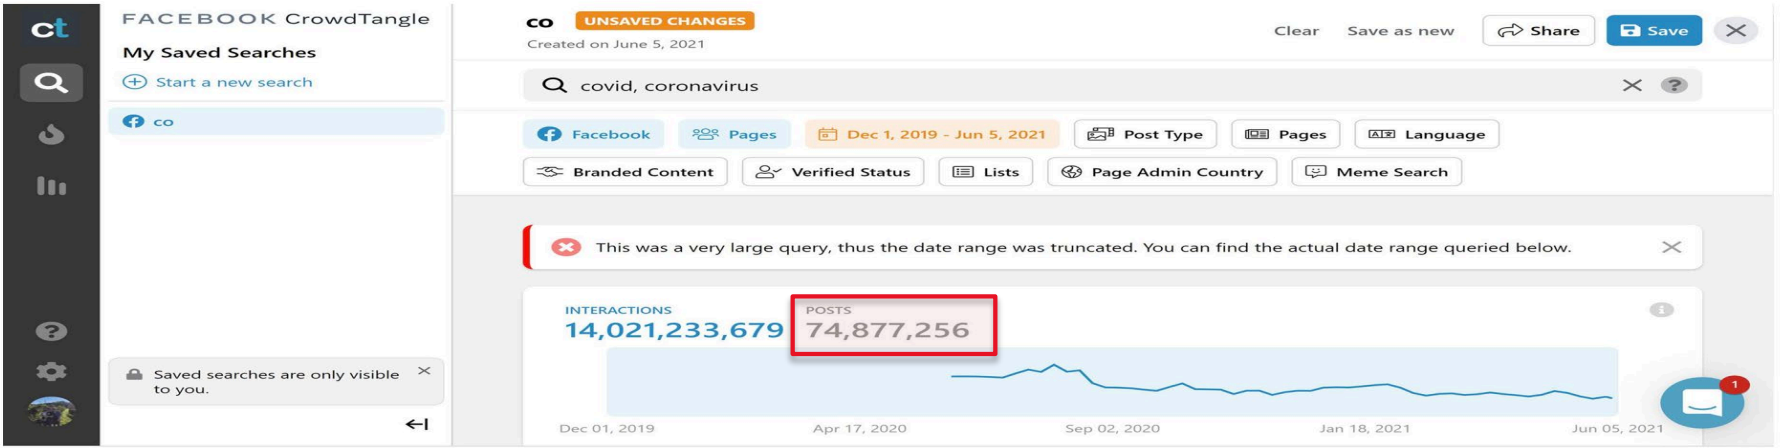 ct
FACEBOOK CrowdTangle
My Saved Searches
Start a new search
co
Saved searches are only visible
to you.
co UNSAVED CHANGES
Created on June 5, 2021
Clear Save as new Share Save
covid, coronavirus
Facebook Pages Dec 1, 2019 - Jun 5, 2021 Post Type Pages Language
Branded Content Verified Status Lists Page Admin Country Meme Search
This was a very large query, thus the date range was truncated. You can find the actual date range queried below.
INTERACTIONS POSTS
14,021,233,679 74,877,256
1
Dec 01, 2019 Apr 17, 2020 Sep 02, 2020 Jan 18, 2021 Jun 05, 2021